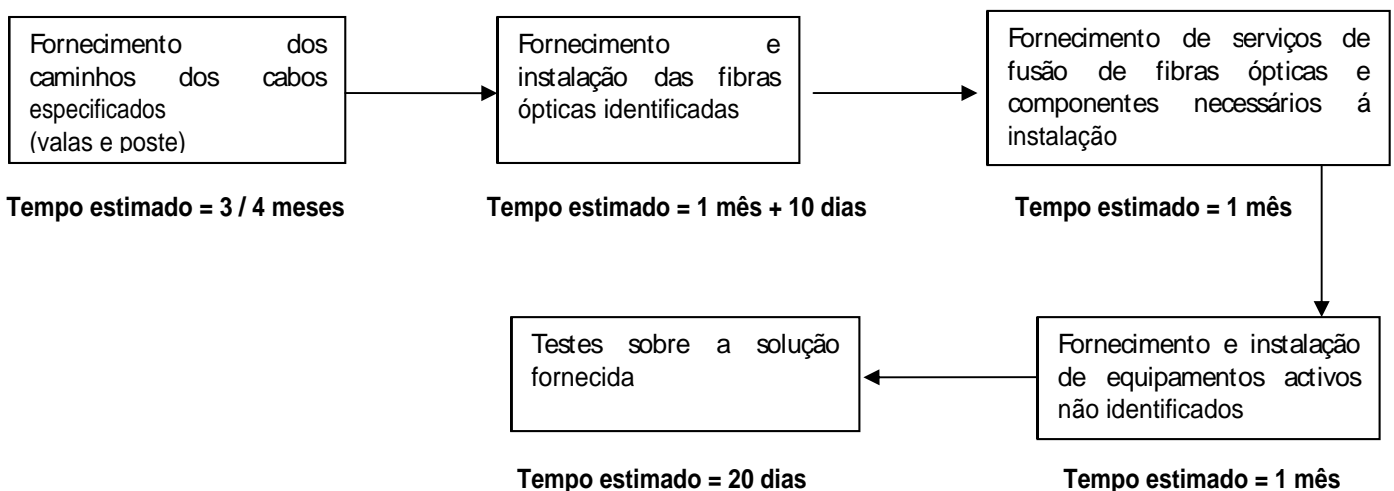 Fornecimento dos
caminhos dos cabos
especificados
(valas e poste)
Tempo estimado = 3 / 4 meses
Fornecimento e
instalação das fibras
ópticas identificadas
Tempo estimado = 1 mês + 10 dias
Fornecimento de serviços de
fusão de fibras ópticas e
componentes necessários á
instalação
Tempo estimado = 1 mês
Fornecimento e instalação
de equipamentos activos
não identificados
Tempo estimado = 1 mês
Testes sobre a solução
fornecida
Tempo estimado = 20 dias